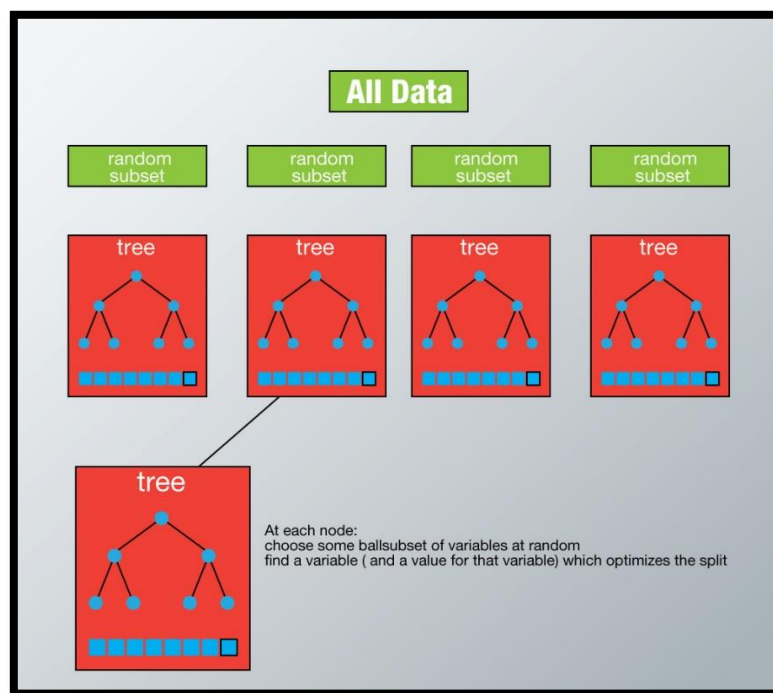 All Data
random
subset
random
subset
random
subset
random
subset
tree
tree
tree
tree
tree
At each node:
choose some ballsubset of variables at random
find a variable ( and a value for that variable) which optimizes the split